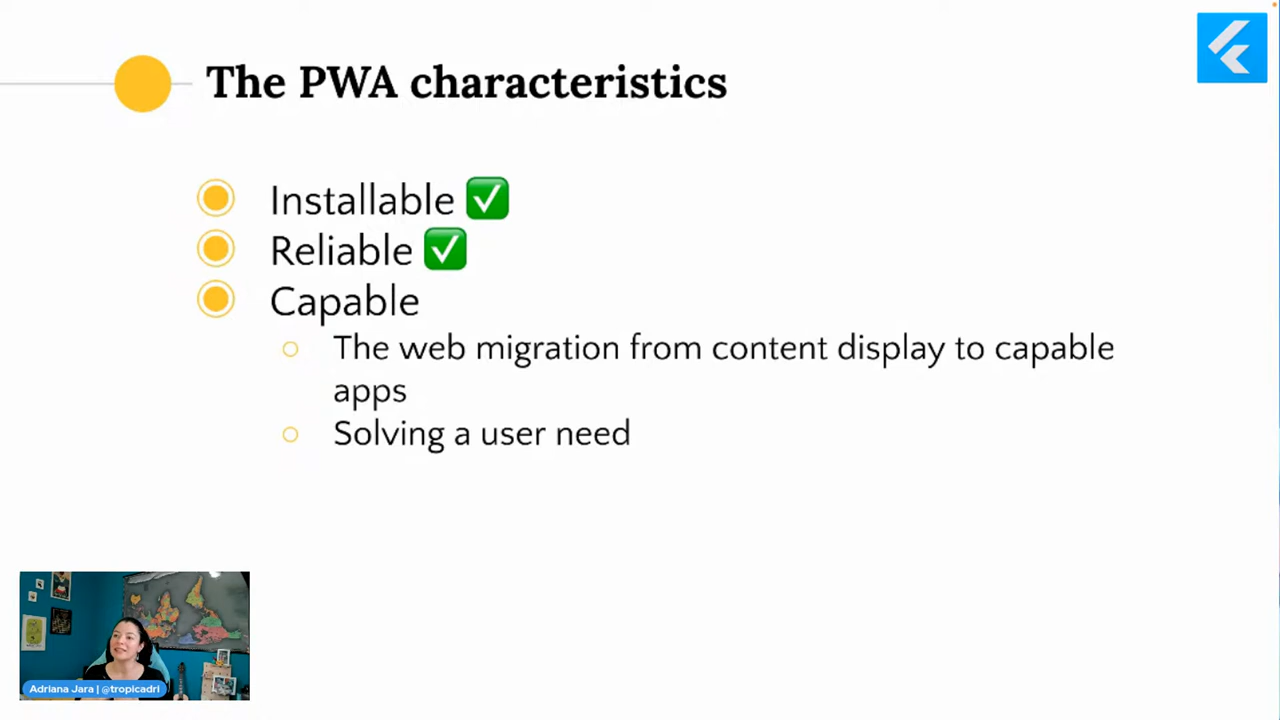 The PWA characteristics
Installable ✅
Reliable ✅
Capable
The web migration from content display to capable
apps
Solving a user need
Adriana Jara | @tropicadri